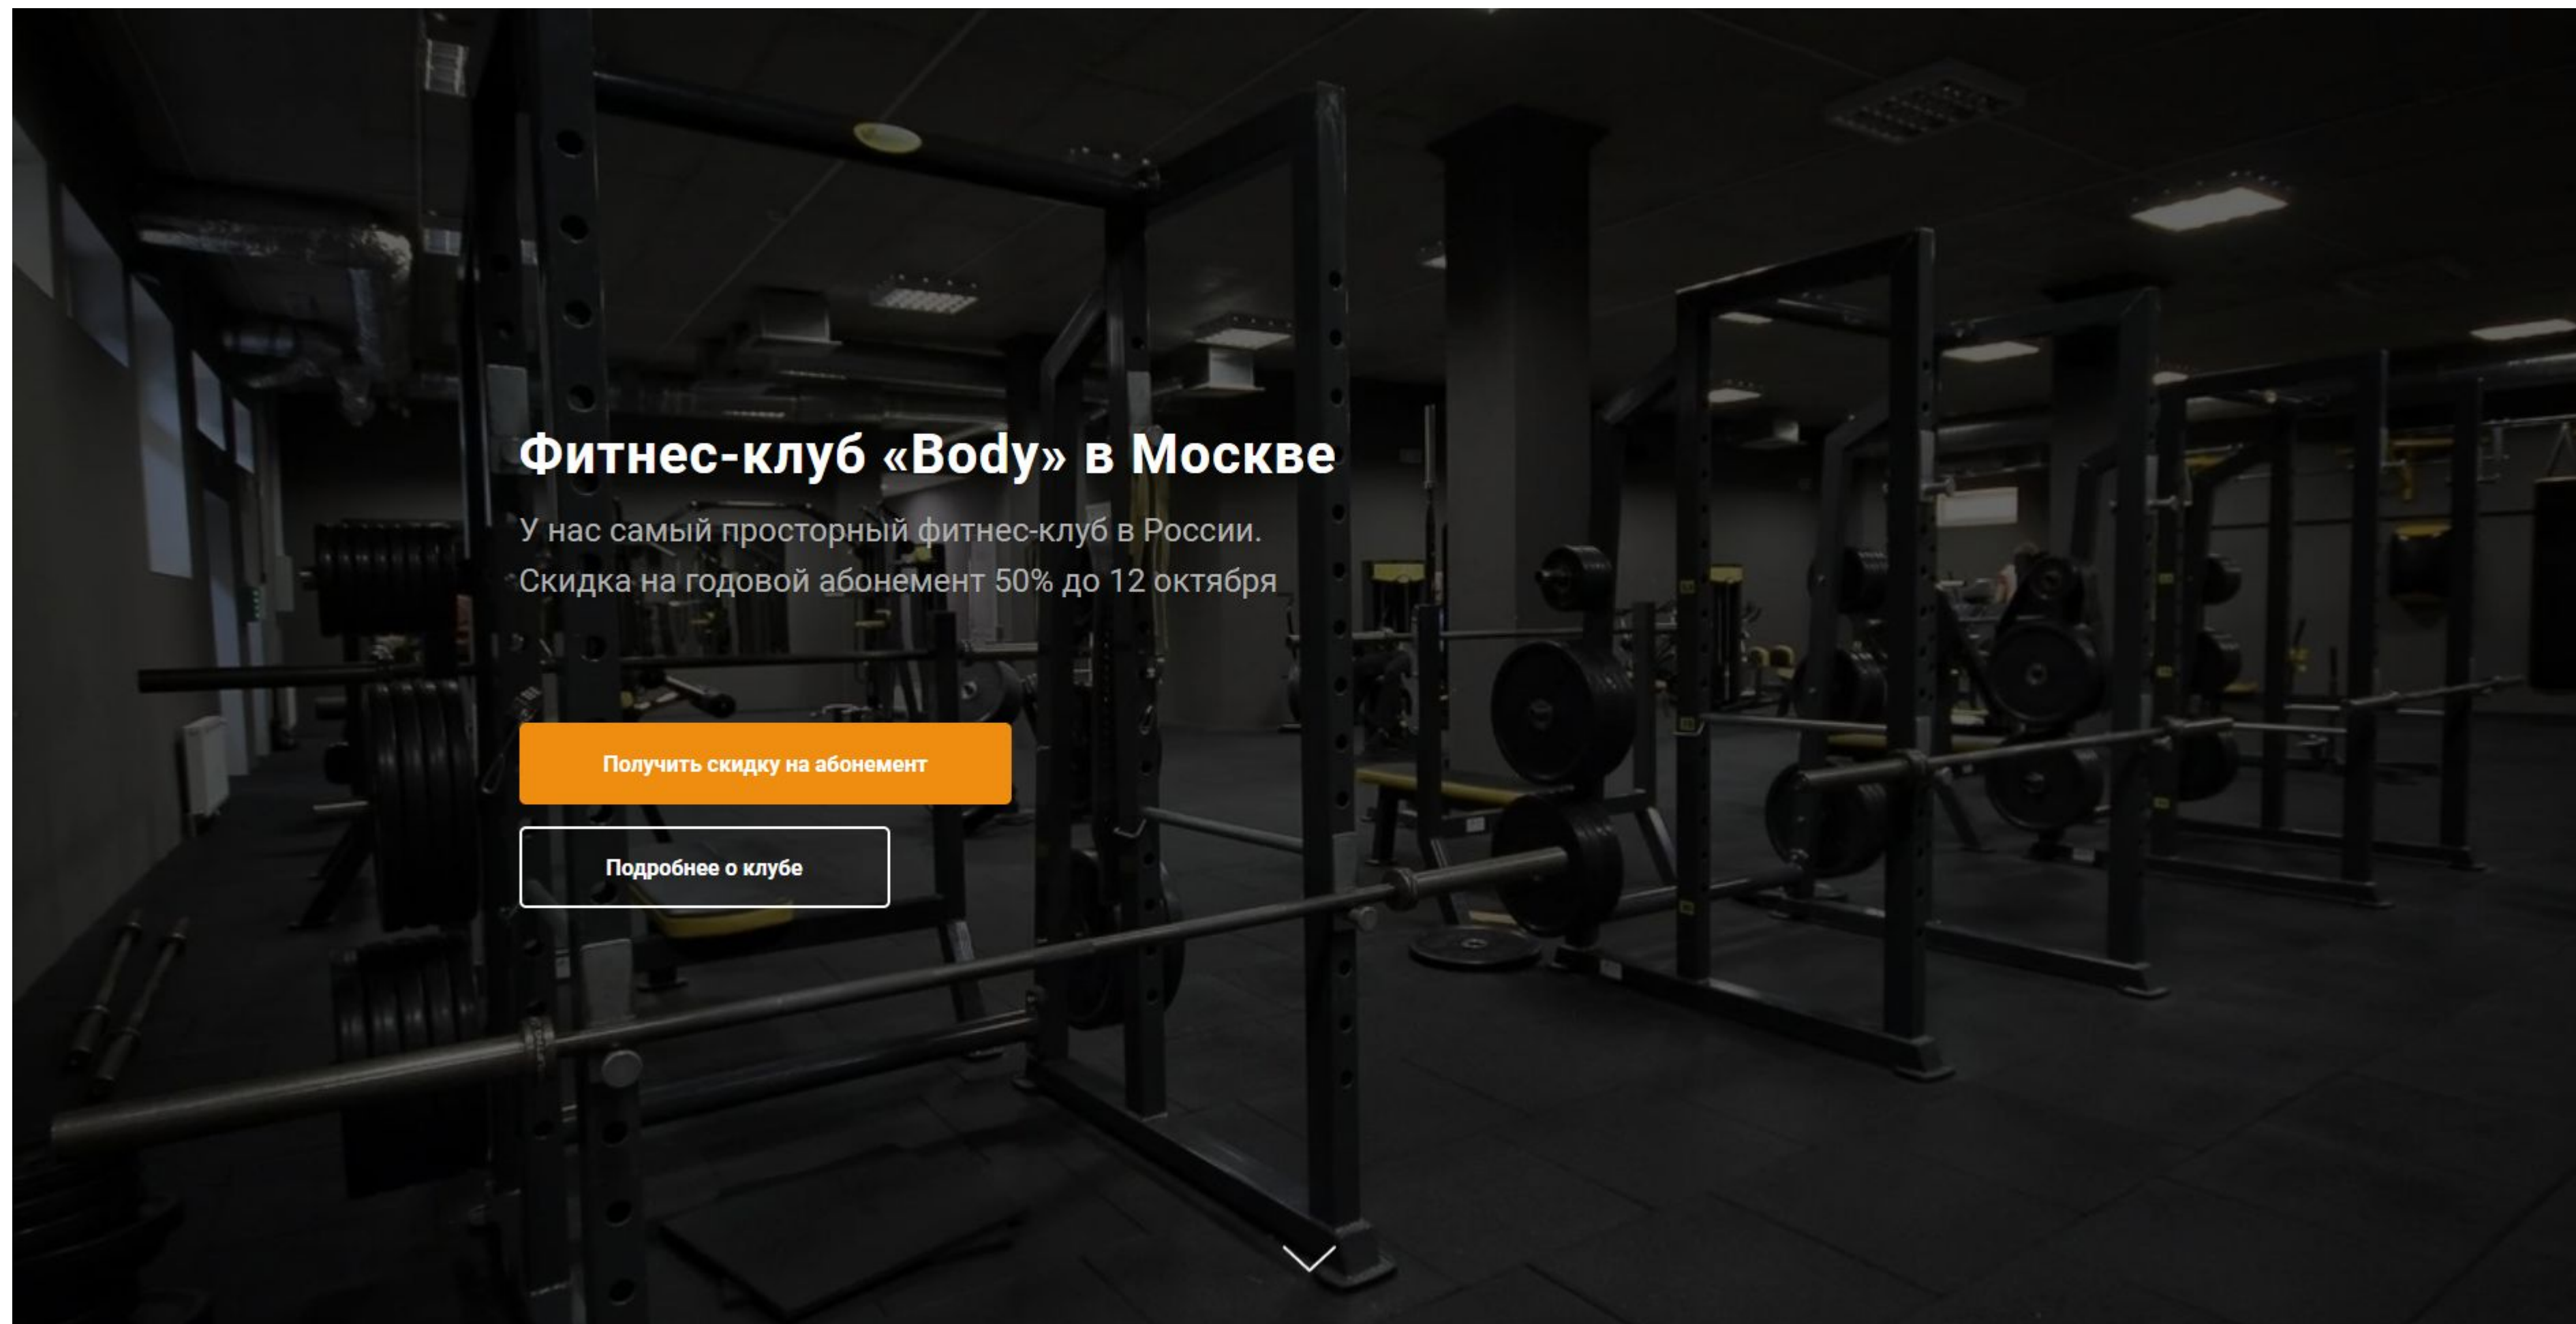 Фитнес-клуб «Body» в Москве
У нас самый просторный фитнес-клуб в России.
Скидка на годовой абонемент 50% до 12 октября
Получить скидку на абонемент
Подробнее о клубе